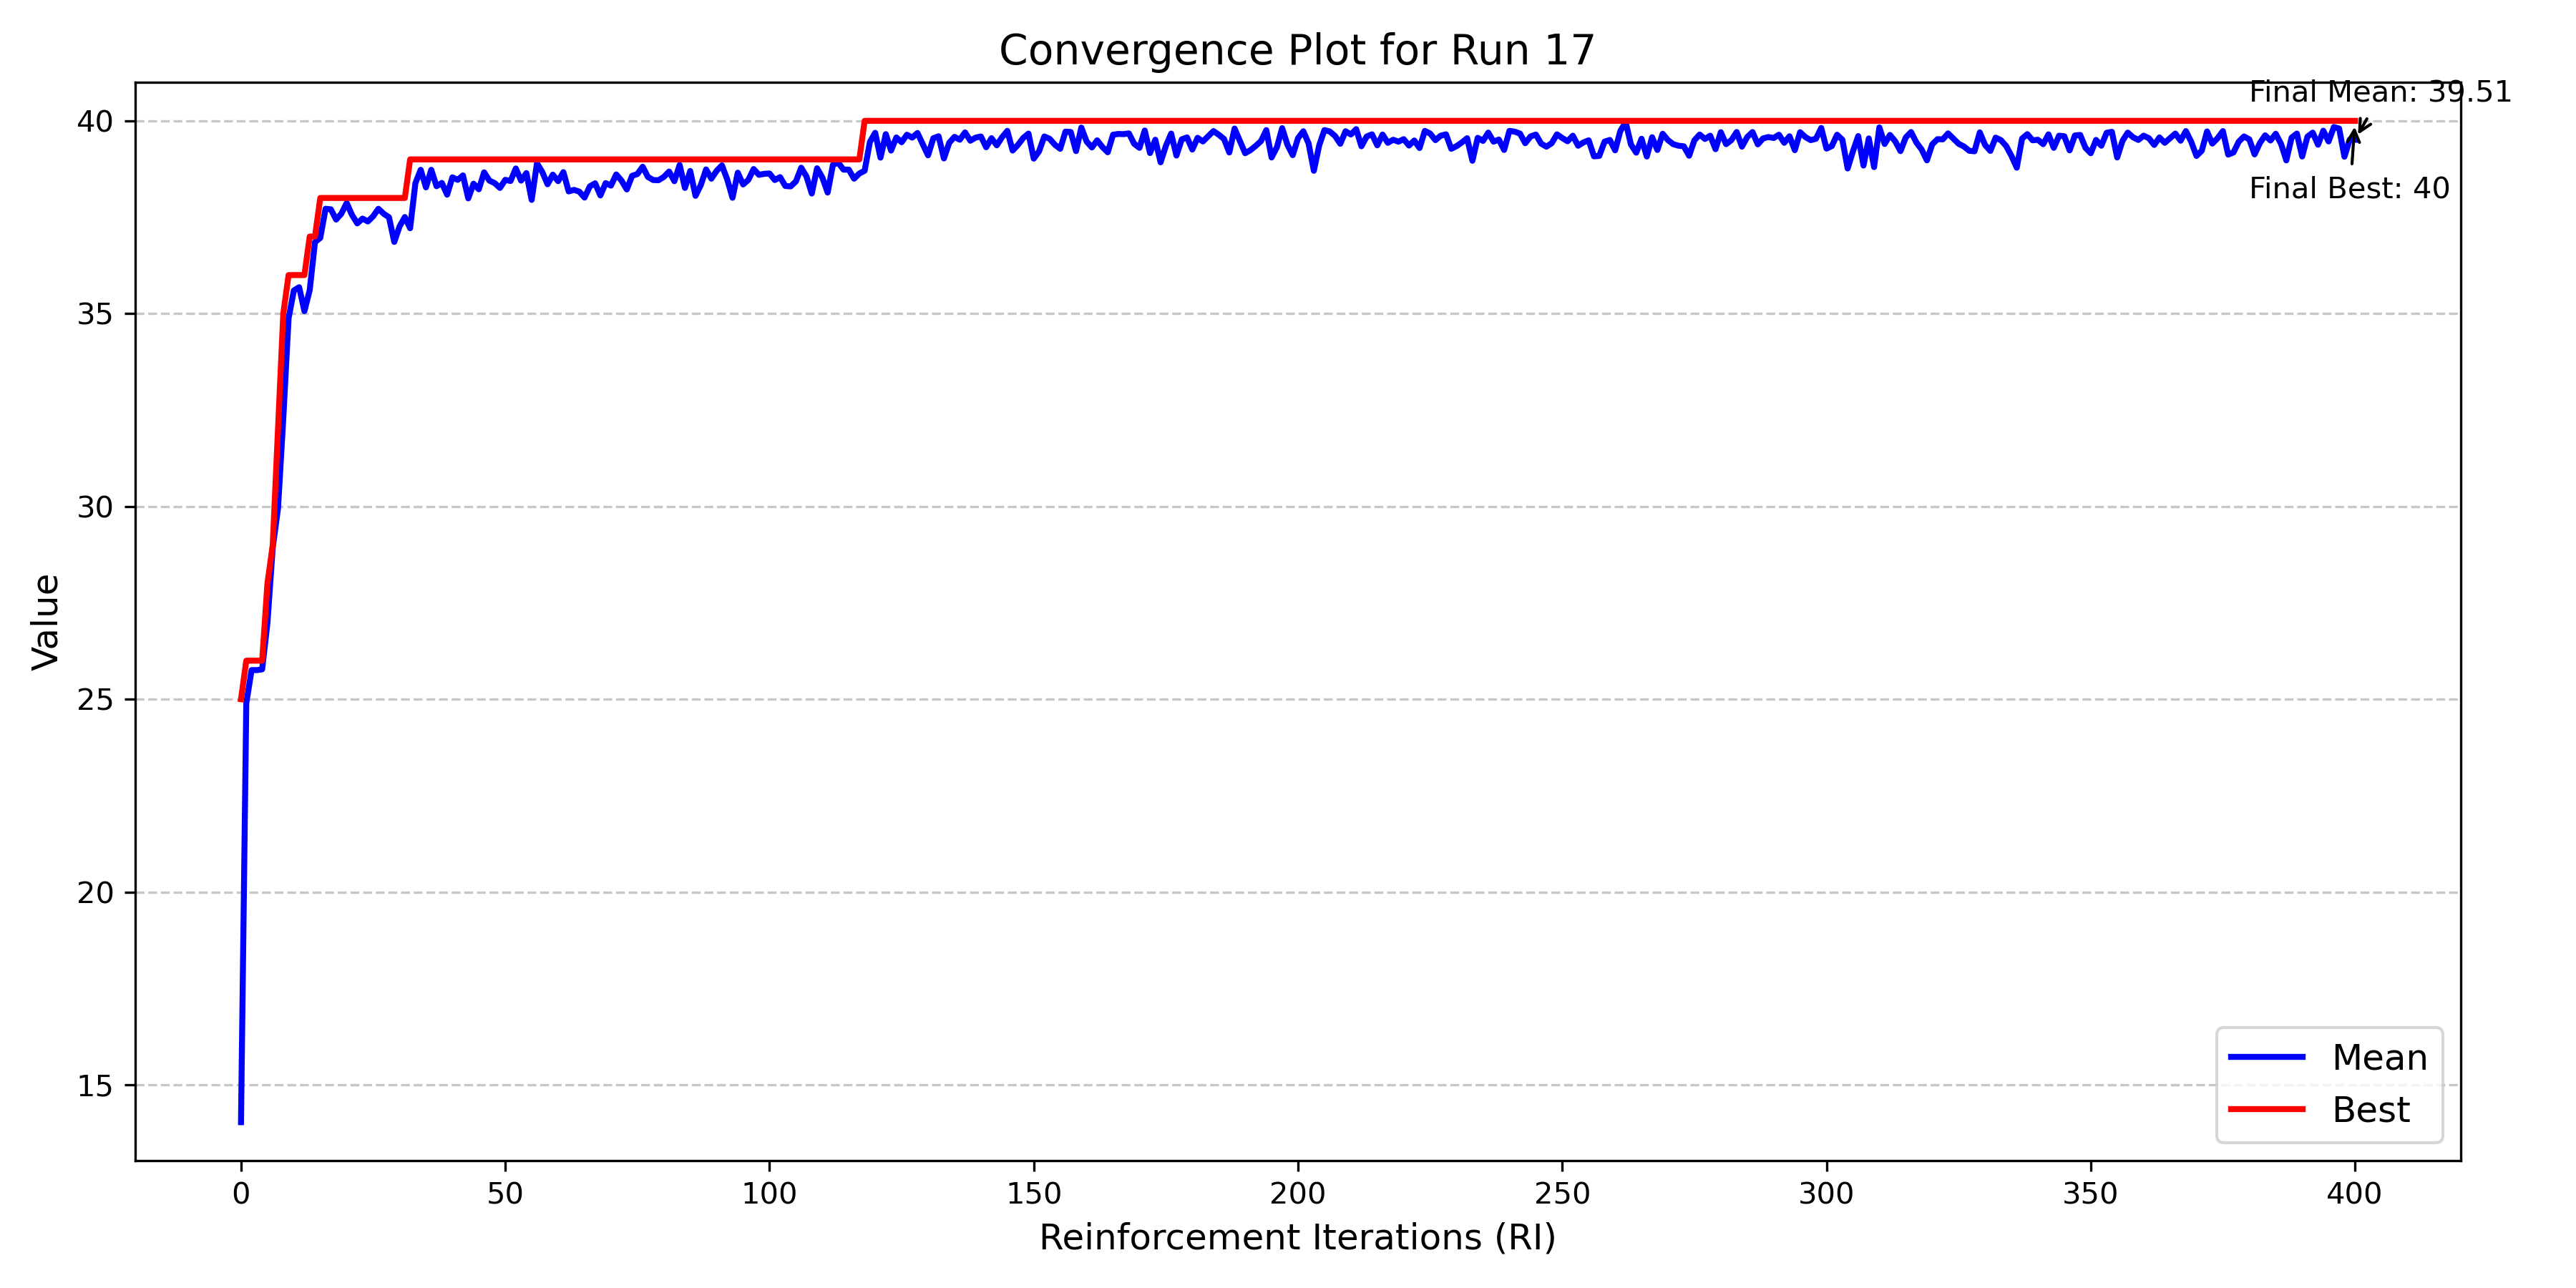 Convergence Plot for Run 17
Final Mean: 39.51
Final Best: 40
40
35
30
25
20
15
Value
0 50 100 150 200 250 300 350 400
Reinforcement Iterations (RI)
Mean
Best